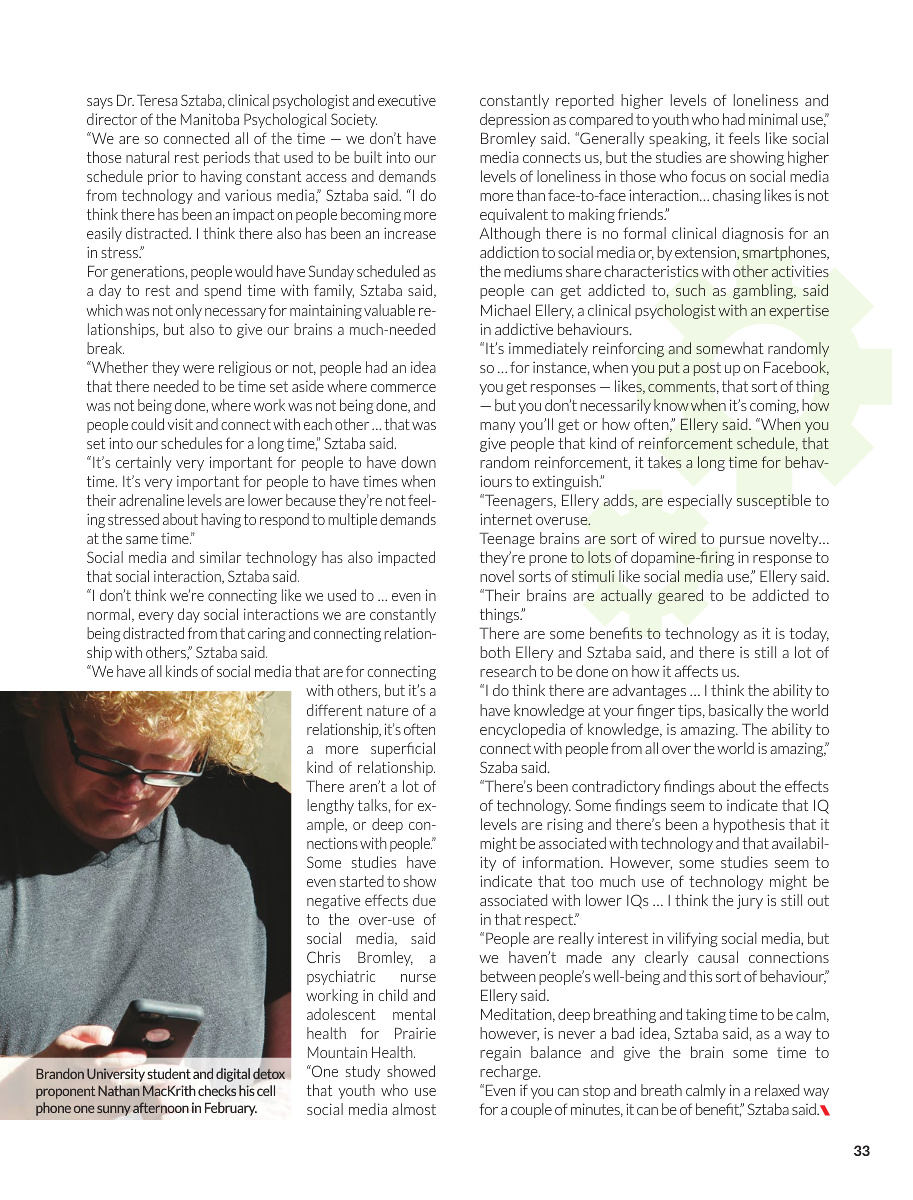 says Dr. Teresa Sztaba, clinical psychologist and executive
director of the Manitoba Psychological Society.
“We are so connected all of the time — we don’t have
those natural rest periods that used to be built into our
schedule prior to having constant access and demands
from technology and various media,” Sztaba said. “I do
think there has been an impact on people becoming more
easily distracted. I think there also has been an increase
in stress.”
For generations, people would have Sunday scheduled as
a day to rest and spend time with family, Sztaba said,
which was not only necessary for maintaining valuable re-
lationships, but also to give our brains a much-needed
break.
“Whether they were religious or not, people had an idea
that there needed to be time set aside where commerce
was not being done, where work was not being done, and
people could visit and connect with each other ... that was
set into our schedules for a long time,” Sztaba said.
“It’s certainly very important for people to have down
time. It’s very important for people to have times when
their adrenaline levels are lower because they’re not feel-
ing stressed about having to respond to multiple demands
at the same time.”
Social media and similar technology has also impacted
that social interaction, Sztaba said.
“I don’t think we’re connecting like we used to ... even in
normal, every day social interactions we are constantly
being distracted from that caring and connecting relation-
ship with others,” Sztaba said.
“We have all kinds of social media that are for connecting
with others, but it’s a
different nature of a
relationship, it’s often
a more superficial
kind of relationship.
There aren’t a lot of
lengthy talks, for ex-
ample, or deep con-
nections with people.”
Some studies have
even started to show
negative effects due
to the over-use of
social media, said
Chris Bromley, a
psychiatric nurse
working in child and
adolescent mental
health for Prairie
Mountain Health.
“One study showed
that youth who use
social media almost
Brandon University student and digital detox
proponent Nathan MacKrith checks his cell
phone one sunny afternoon in February.
constantly reported higher levels of loneliness and
depression as compared to youth who had minimal use,”
Bromley said. “Generally speaking, it feels like social
media connects us, but the studies are showing higher
levels of loneliness in those who focus on social media
more than face-to-face interaction... chasing likes is not
equivalent to making friends.”
Although there is no formal clinical diagnosis for an
addiction to social media or, by extension, smartphones,
the mediums share characteristics with other activities
people can get addicted to, such as gambling, said
Michael Ellery, a clinical psychologist with an expertise
in addictive behaviours.
“It’s immediately reinforcing and somewhat randomly
so ... for instance, when you put a post up on Facebook,
you get responses — likes, comments, that sort of thing
— but you don’t necessarily know when it’s coming, how
many you’ll get or how often,” Ellery said. “When you
give people that kind of reinforcement schedule, that
random reinforcement, it takes a long time for behav-
iours to extinguish.”
“Teenagers, Ellery adds, are especially susceptible to
internet overuse.
Teenage brains are sort of wired to pursue novelty...
they’re prone to lots of dopamine-firing in response to
novel sorts of stimuli like social media use,” Ellery said.
“Their brains are actually geared to be addicted to
things.”
There are some benefits to technology as it is today,
both Ellery and Sztaba said, and there is still a lot of
research to be done on how it affects us.
“I do think there are advantages ... I think the ability to
have knowledge at your finger tips, basically the world
encyclopedia of knowledge, is amazing. The ability to
connect with people from all over the world is amazing,”
Szaba said.
“There’s been contradictory findings about the effects
of technology. Some findings seem to indicate that IQ
levels are rising and there’s been a hypothesis that it
might be associated with technology and that availabil-
ity of information. However, some studies seem to
indicate that too much use of technology might be
associated with lower IQs ... I think the jury is still out
in that respect.”
“People are really interest in vilifying social media, but
we haven’t made any clearly causal connections
between people’s well-being and this sort of behaviour,”
Ellery said.
Meditation, deep breathing and taking time to be calm,
however, is never a bad idea, Sztaba said, as a way to
regain balance and give the brain some time to
recharge.
“Even if you can stop and breath calmly in a relaxed way
for a couple of minutes, it can be of benefit,” Sztaba said.
33